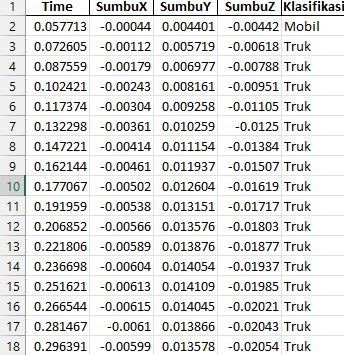 1 Time SumbuX SumbuY SumbuZ Klasifikasi
2 0.057713 -0.00044 0.004401 -0.00442 Mobil
3 0.072605 -0.00112 0.005719 -0.00618 Truk
4 0.087559 -0.00179 0.006977 -0.00788 Truk
5 0.102421 -0.00243 0.008161 -0.00951 Truk
6 0.117374 -0.00304 0.009258 -0.01105 Truk
7 0.132298 -0.00361 0.010259 -0.0125 Truk
8 0.147221 -0.00414 0.011154 -0.01384 Truk
9 0.162144 -0.00461 0.011937 -0.01507 Truk
10 0.177067 -0.00502 0.012604 -0.01619 Truk
11 0.191959 -0.00538 0.013151 -0.01717 Truk
12 0.206852 -0.00566 0.013576 -0.01803 Truk
13 0.221806 -0.00589 0.013876 -0.01877 Truk
14 0.236698 -0.00604 0.014054 -0.01937 Truk
15 0.251621 -0.00613 0.014109 -0.01985 Truk
16 0.266544 -0.00615 0.014045 -0.02021 Truk
17 0.281467 -0.0061 0.013866 -0.02043 Truk
18 0.296391 -0.00599 0.013578 -0.02054 Truk